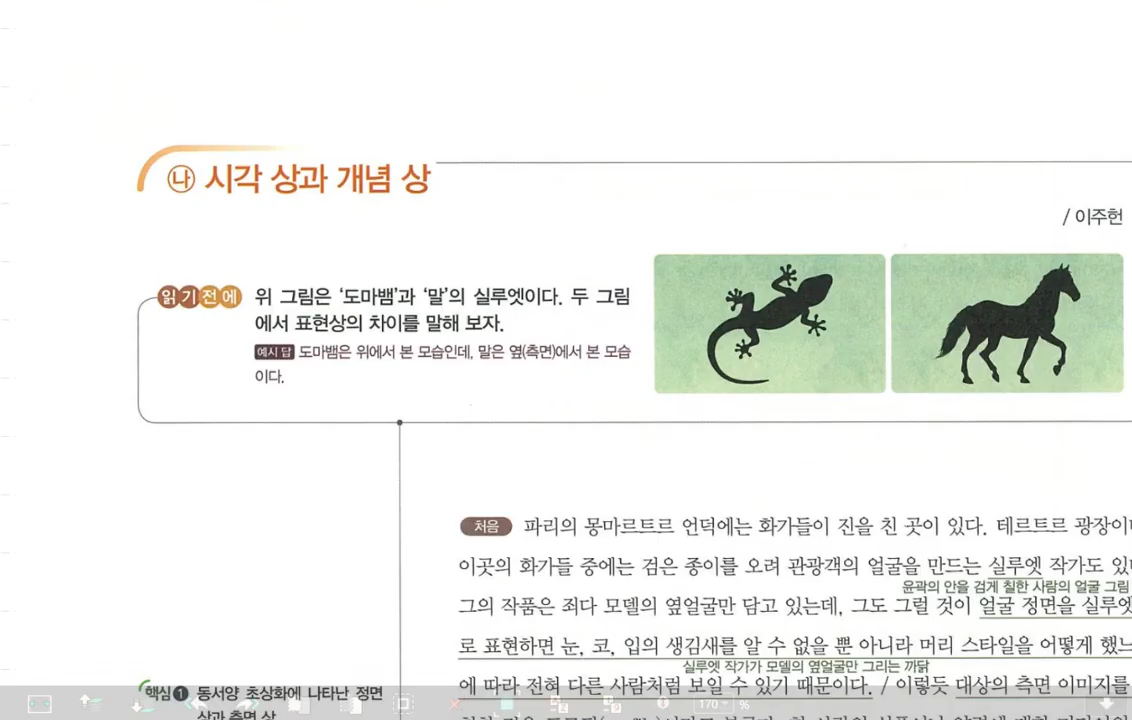 ㉯ 시각 상과 개념 상
/ 이주헌
읽기전에 위 그림은 ‘도마뱀’과 ‘말’의 실루엣이다. 두 그림
에서 표현상의 차이를 말해 보자.
예시 답 도마뱀은 위에서 본 모습인데, 말은 옆(측면)에서 본 모습
이다.
처음 파리의 몽마르트르 언덕에는 화가들이 진을 친 곳이 있다. 테르트르 광장이
이곳의 화가들 중에는 검은 종이를 오려 관광객의 얼굴을 만드는 실루엣 작가도 있
윤곽의 안을 검게 칠한 사람의 얼굴 그림
그의 작품은 죄다 모델의 옆얼굴만 담고 있는데, 그도 그럴 것이 얼굴 정면을 실루엣
로 표현하면 눈, 코, 입의 생김새를 알 수 없을 뿐 아니라 머리 스타일을 어떻게 했느
실루엣 작가가 모델의 옆얼굴만 그리는 까닭
에 따라 전혀 다른 사람처럼 보일 수 있기 때문이다. / 이렇듯 대상의 측면 이미지를
핵심 1 동서양 초상화에 나타난 정면
상과 측면 상
170 %